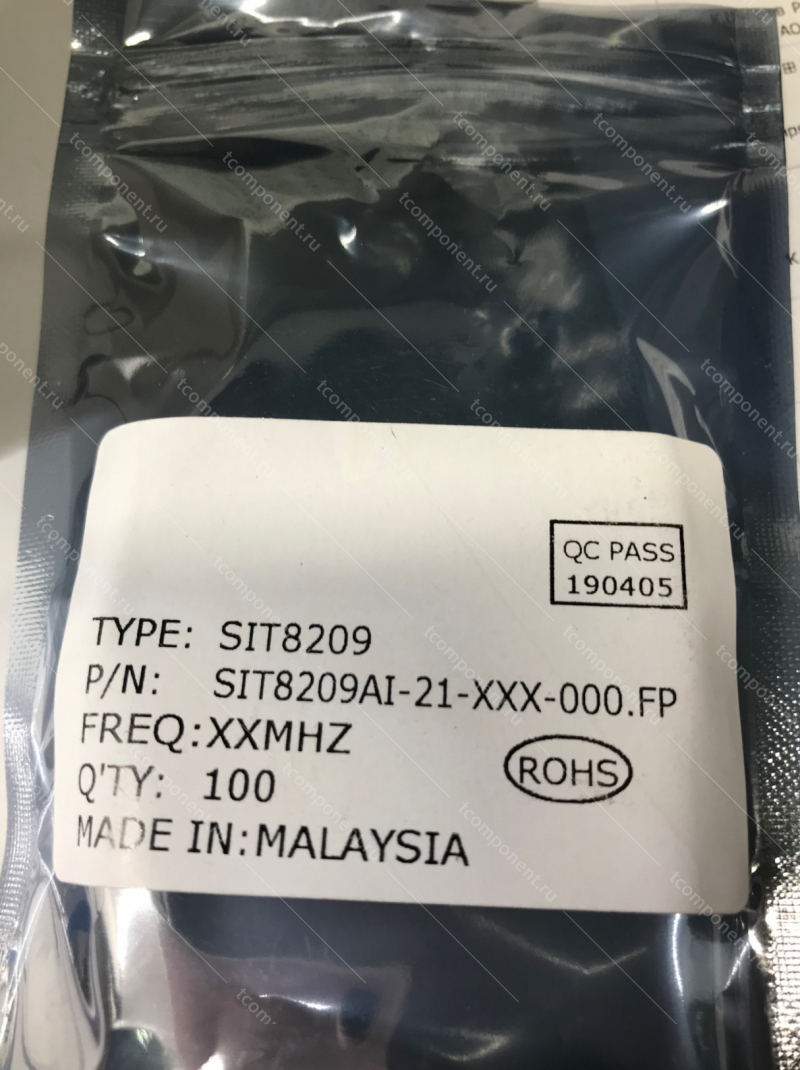 QC PASS
190405
TYPE: SIT8209
P/N: SIT8209AI-21-XXX-000.FP
FREQ:XXMHZ
Q'TY: 100
ROHS
MADE IN:MALAYSIA
tcomponent.ru